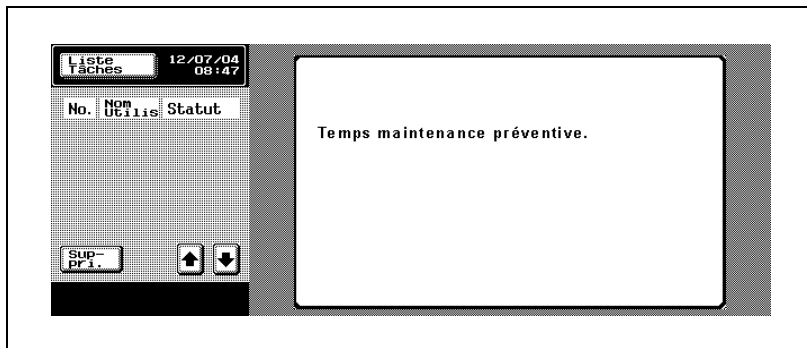 Liste
Tâches
12/07/04
08:47
No.
Nom
Utilis
Statut
Temps maintenance préventive.
Sup-
pri.